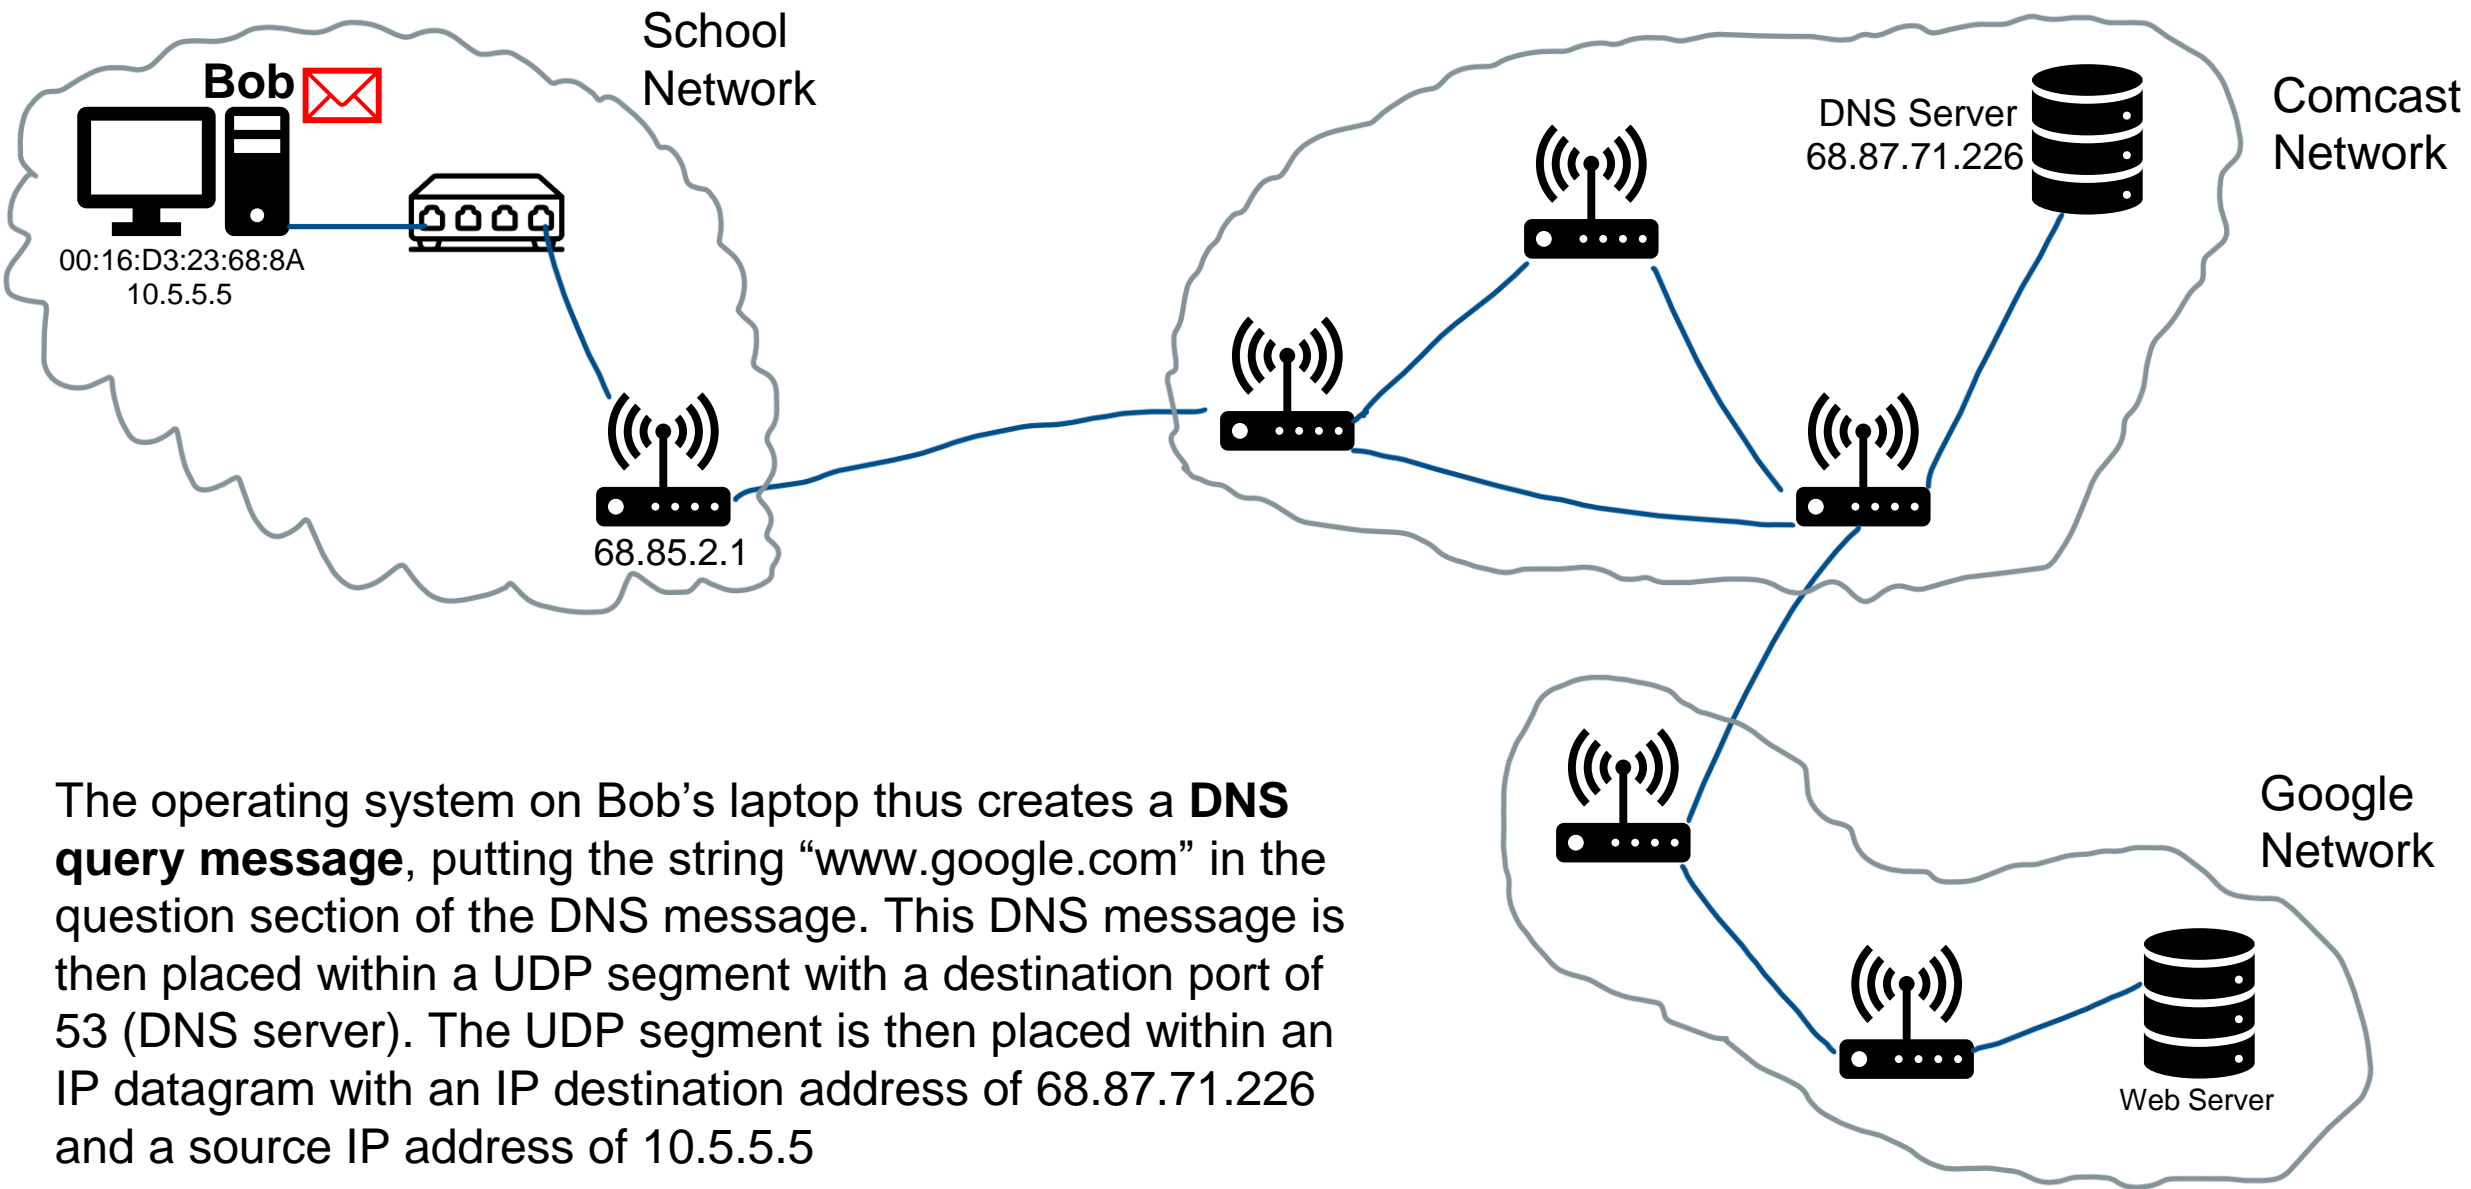 School
Network
Bob
00:16:D3:23:68:8A
10.5.5.5
68.85.2.1
DNS Server
68.87.71.226
Comcast
Network
The operating system on Bob’s laptop thus creates a DNS
query message, putting the string “www.google.com” in the
question section of the DNS message. This DNS message is
then placed within a UDP segment with a destination port of
53 (DNS server). The UDP segment is then placed within an
IP datagram with an IP destination address of 68.87.71.226
and a source IP address of 10.5.5.5
Google
Network
Web Server